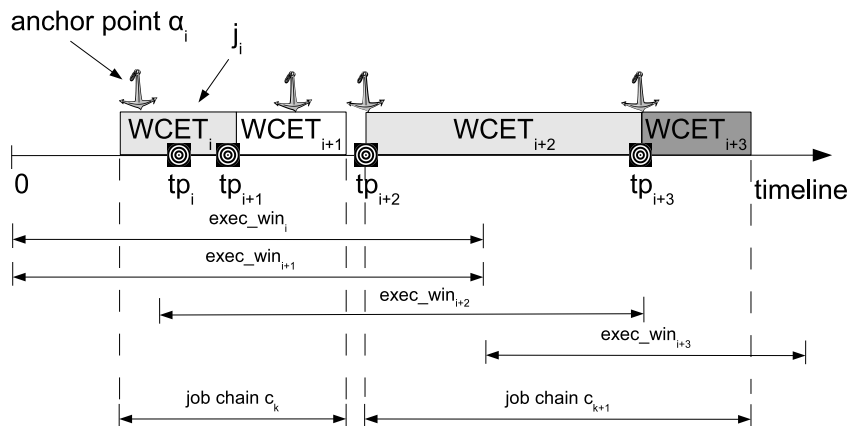 anchor point αᵢ
jᵢ
WCETᵢ
WCETᵢ₊₁
WCETᵢ₊₂
WCETᵢ₊₃
0
tpᵢ
tpᵢ₊₁
tpᵢ₊₂
tpᵢ₊₃
timeline
exec_winᵢ
exec_winᵢ₊₁
exec_winᵢ₊₂
exec_winᵢ₊₃
job chain cₖ
job chain cₖ₊₁